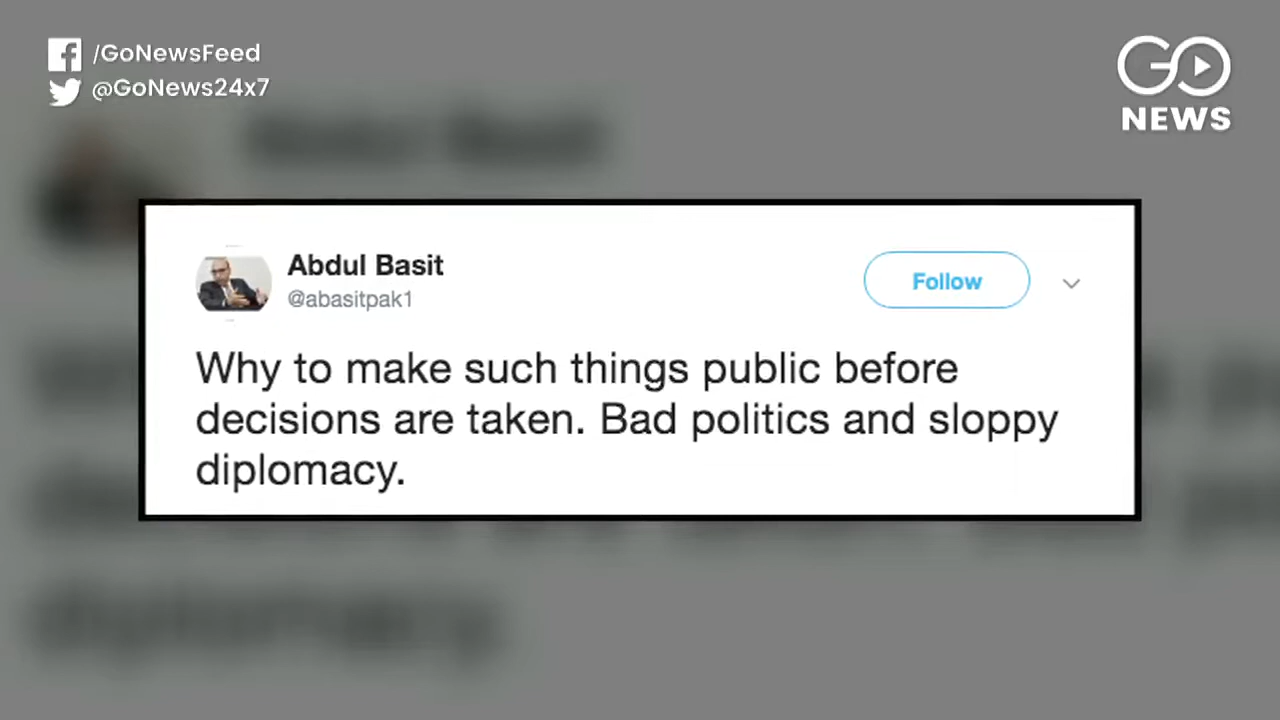 /GoNewsFeed
@GoNews24x7
GO
NEWS
Abdul Basit
@abasitpak1
Follow
Why to make such things public before
decisions are taken. Bad politics and sloppy
diplomacy.